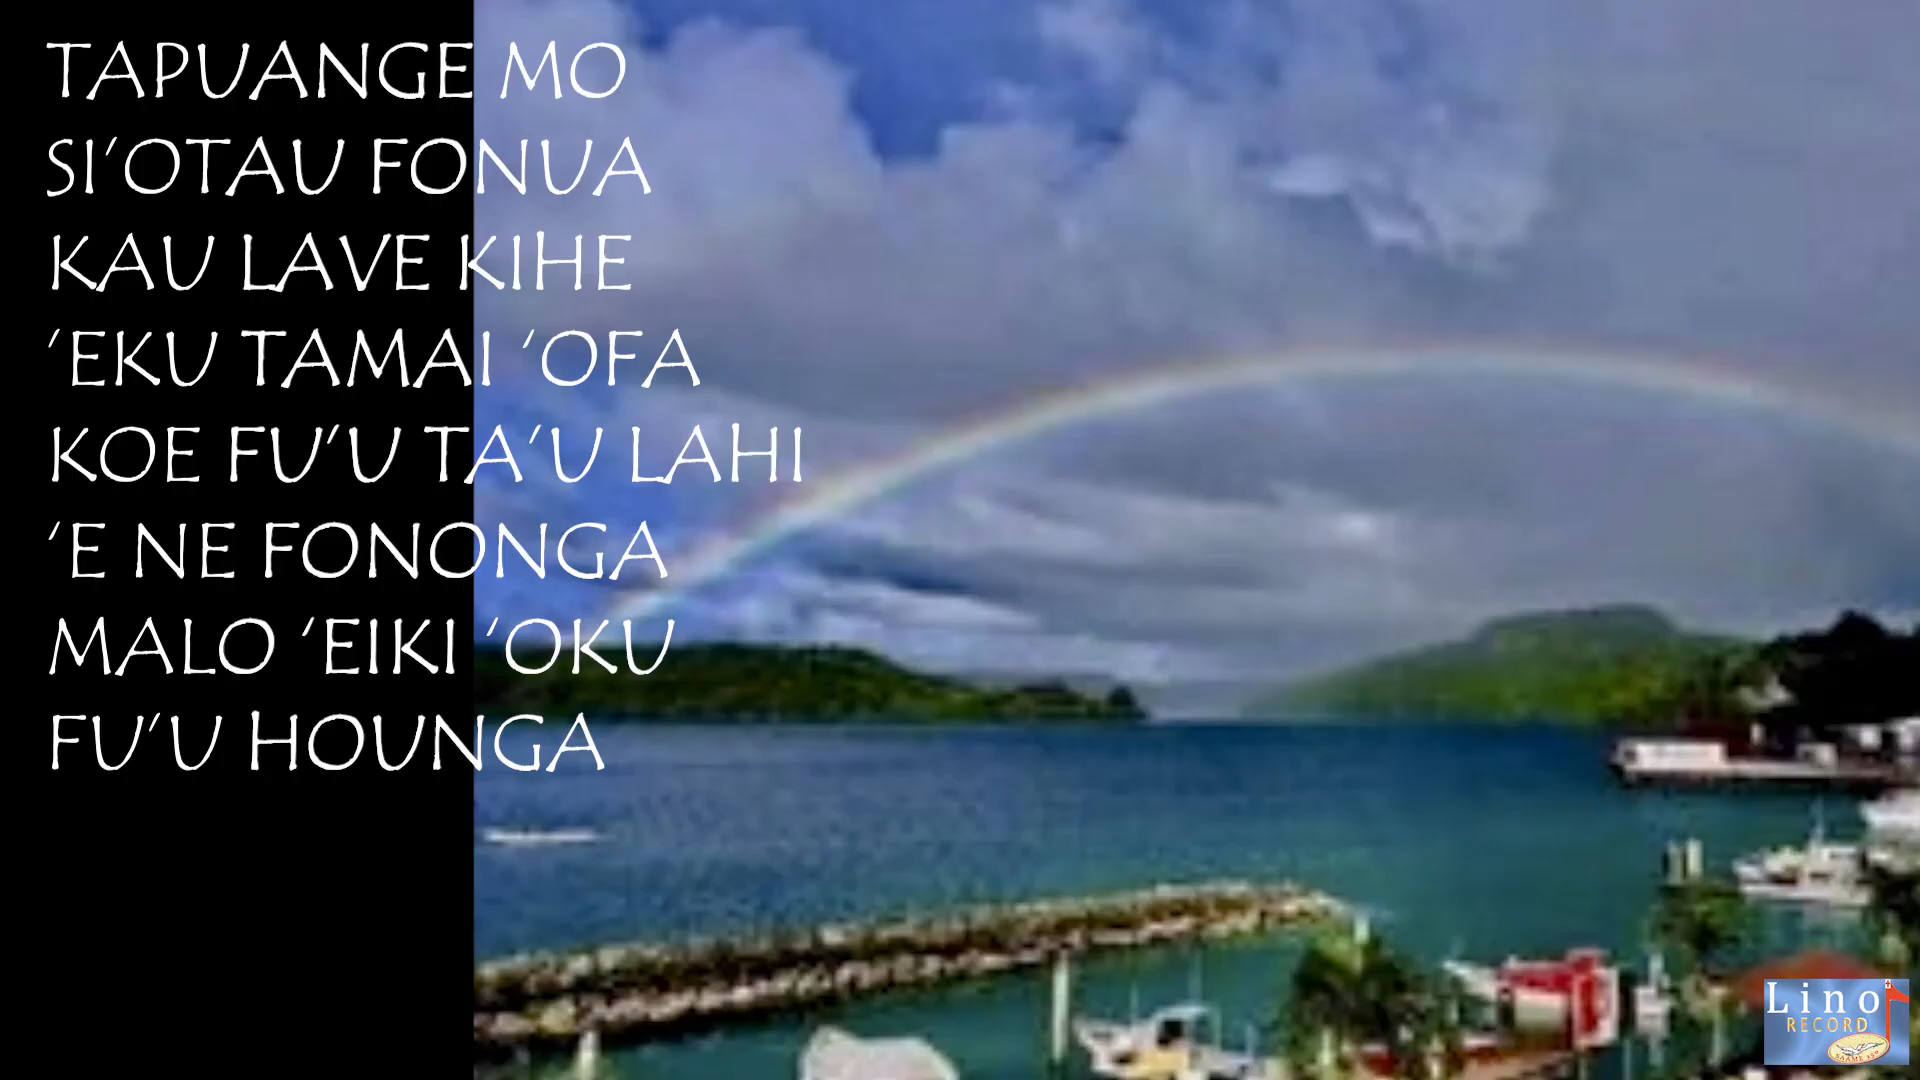 TAPUANGE MO
SI'OTAU FONUA
KAU LAVE KIHE
'EKU TAMAI 'OFA
KOE FU'U TA'U LAHI
'E NE FONONGA
MALO 'EIKI 'OKU
FU'U HOUNGA
Lino
RECORD